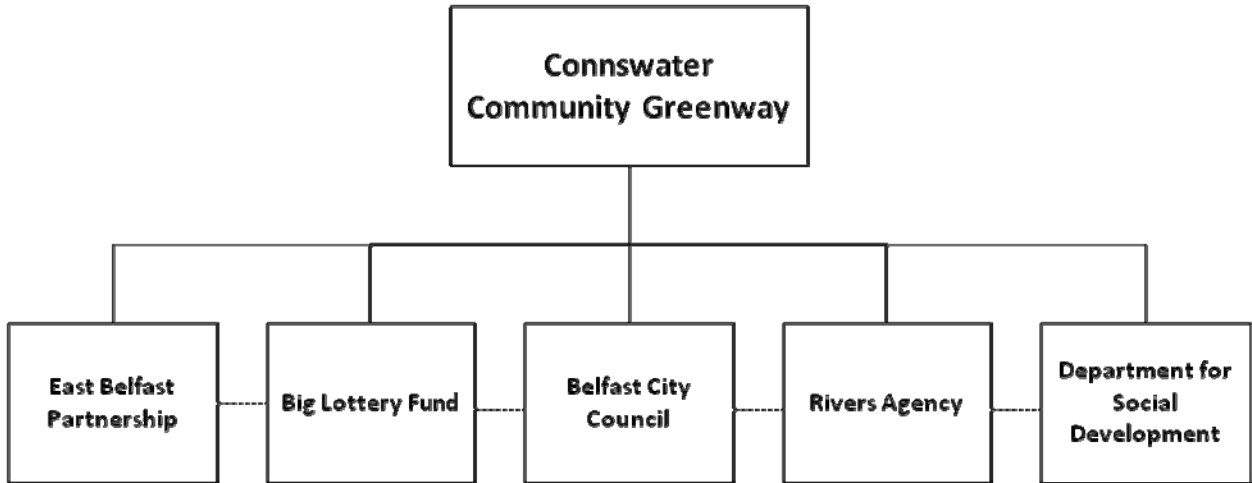 Connswater
Community Greenway
East Belfast
Partnership
Big Lottery Fund
Belfast City
Council
Rivers Agency
Department for
Social
Development